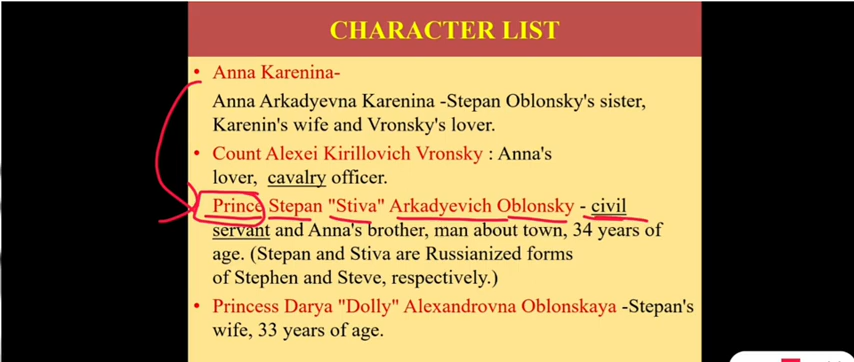 CHARACTER LIST
• Anna Karenina-
Anna Arkadyevna Karenina -Stepan Oblonsky's sister,
Karenin's wife and Vronsky's lover.
• Count Alexei Kirillovich Vronsky : Anna's
lover, cavalry officer.
Prince Stepan "Stiva" Arkadyevich Oblonsky - civil
servant and Anna's brother, man about town, 34 years of
age. (Stepan and Stiva are Russianized forms
of Stephen and Steve, respectively.)
• Princess Darya "Dolly" Alexandrovna Oblonskaya -Stepan's
wife, 33 years of age.